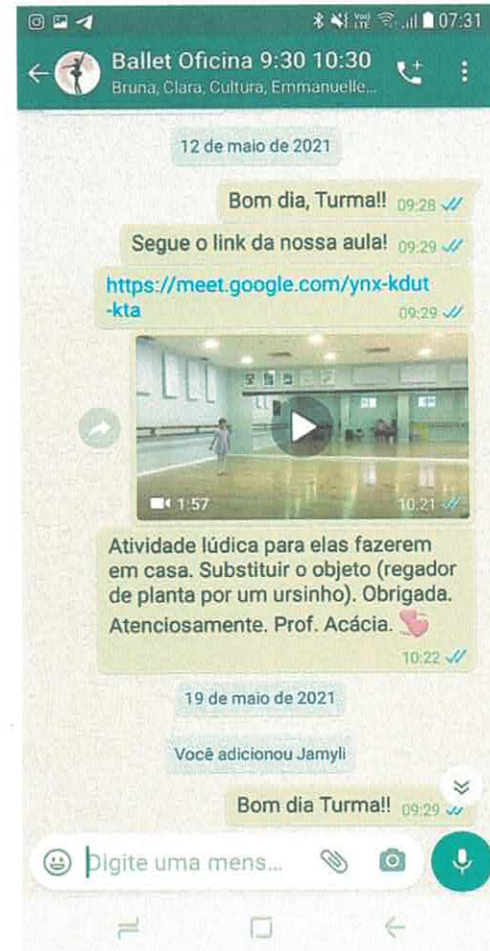 07:31
Ballet Oficina 9:30 10:30
Bruna, Clara, Cultura, Emmanuelle...
12 de maio de 2021
Bom dia, Turma!! 09:28
Segue o link da nossa aula! 09:29
https://meet.google.com/ynx-kdut
-kta 09:29
1:57 10:21
Atividade lúdica para elas fazerem
em casa. Substituir o objeto (regador
de planta por um ursinho). Obrigada.
Atenciosamente. Prof. Acácia.
10:22
19 de maio de 2021
Você adicionou Jamyli
Bom dia Turma!! 09:29
Digite uma mens...